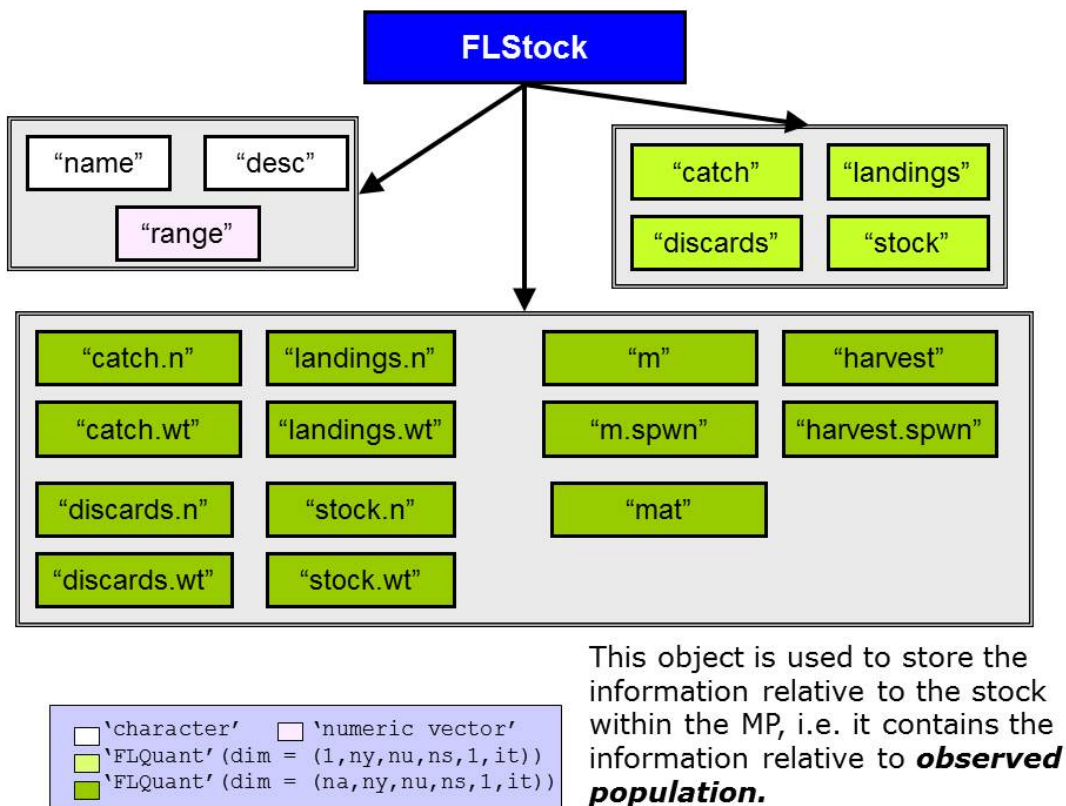 FLStock
“name” “desc”
“range”
“catch” “landings”
“discards” “stock”
“catch.n” “landings.n” “m” “harvest”
“catch.wt” “landings.wt” “m.spwn” “harvest.spwn”
“discards.n” “stock.n” “mat”
“discards.wt” “stock.wt”
‘character’ ‘numeric vector’
‘FLQuant’(dim = (1,ny,nu,ns,1,it))
‘FLQuant’(dim = (na,ny,nu,ns,1,it))
This object is used to store the
information relative to the stock
within the MP, i.e. it contains the
information relative to observed
population.